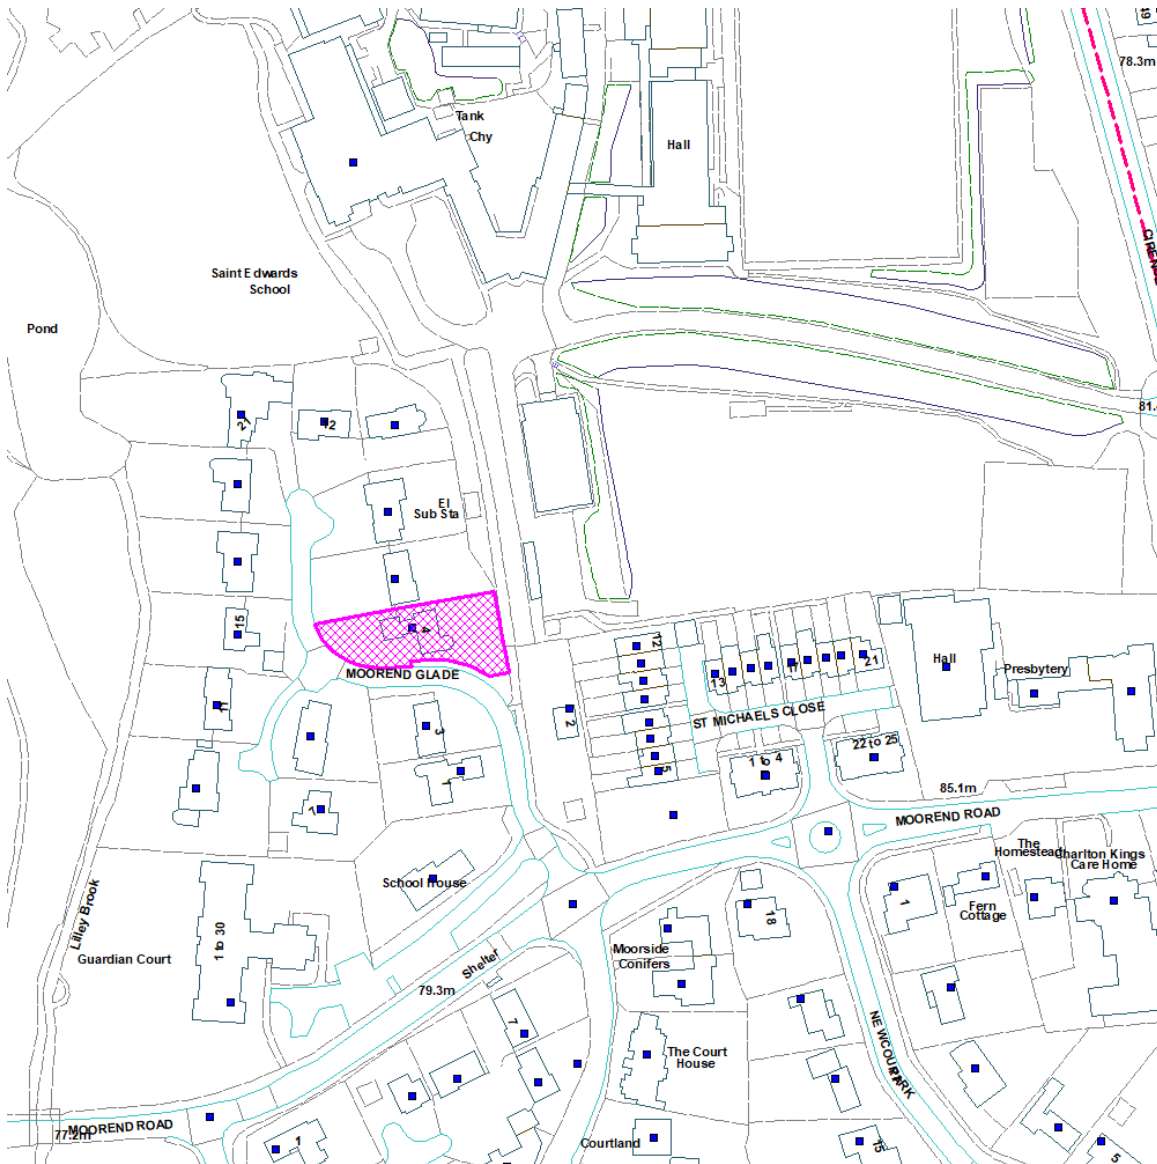 49
78.3m
Tank
Chy
Hall
Saint Edwards
School
Pond
81.
21
12
El
Sub Sta
15
4
MOOREND GLADE
11
3
1
7
2
12
5
13
17
21
ST MICHAELS CLOSE
1 to 4
22 to 25
Hall
Presbytery
85.1m
MOOREND ROAD
The
Homestead
Charlton Kings
Care Home
School House
1
Fern
Cottage
18
Lilley Brook
1 to 30
Guardian Court
Shelter
79.3m
Moorside
Conifers
7
The Court
House
NEWCOURT
PARK
MOOREND ROAD
77.2m
1
Courtland
15
5